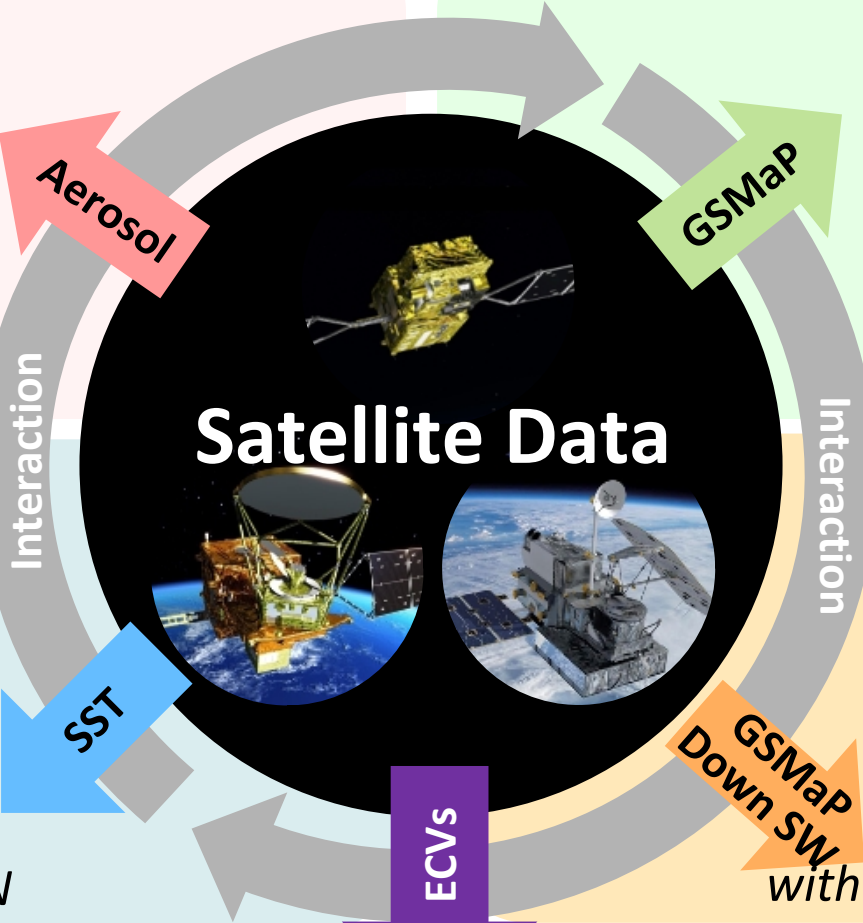 Aerosol
GSMaP
Interaction
Satellite Data
Interaction
SST
GSMaP
Down SW
ECVs
with